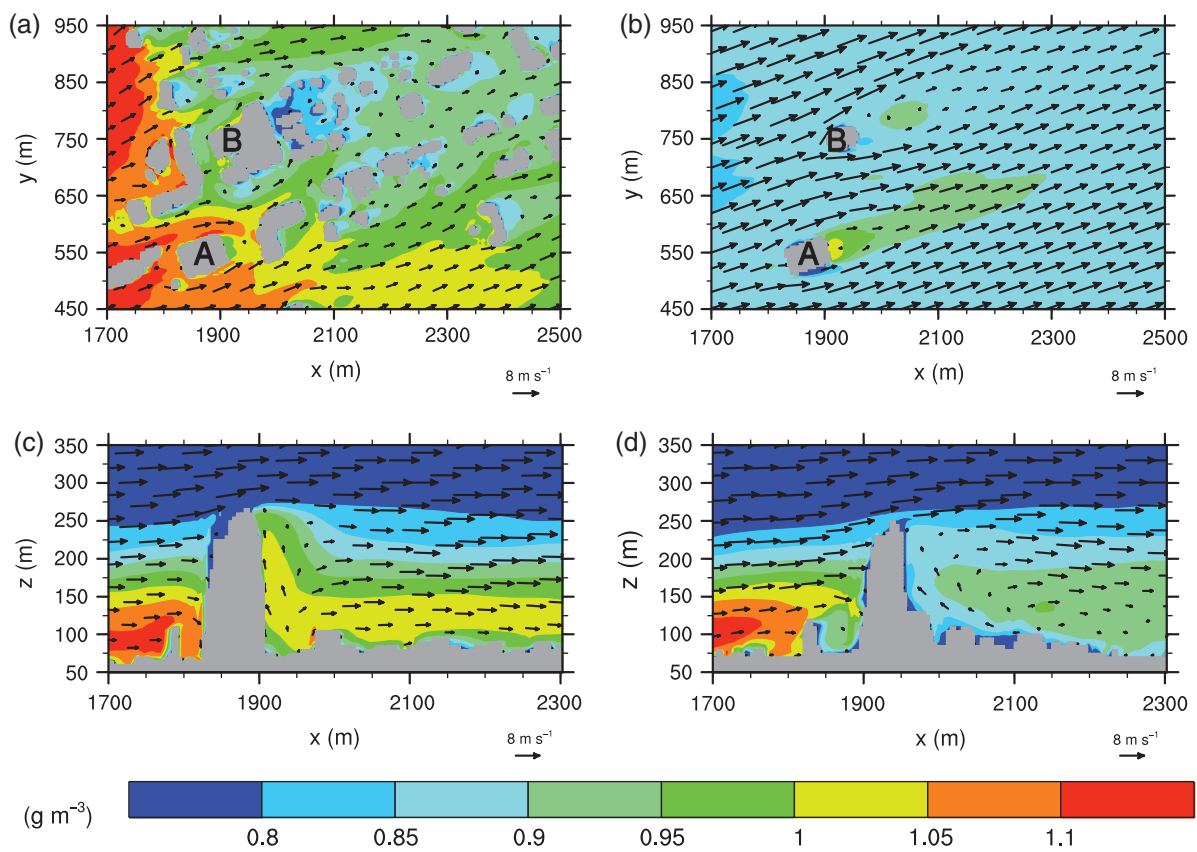 (a) (b)
950 950
850 850
y (m) 750 B y (m) 750 B
650 650
550 A 550 A
450 450
1700 1900 2100 2300 2500 1700 1900 2100 2300 2500
x (m) x (m)
8 m s⁻¹ 8 m s⁻¹
(c) (d)
350 350
300 300
250 250
z (m) 200 z (m) 200
150 150
100 100
50 50
1700 1900 2100 2300 1700 1900 2100 2300
x (m) x (m)
8 m s⁻¹ 8 m s⁻¹
(g m⁻³)
0.8 0.85 0.9 0.95 1 1.05 1.1